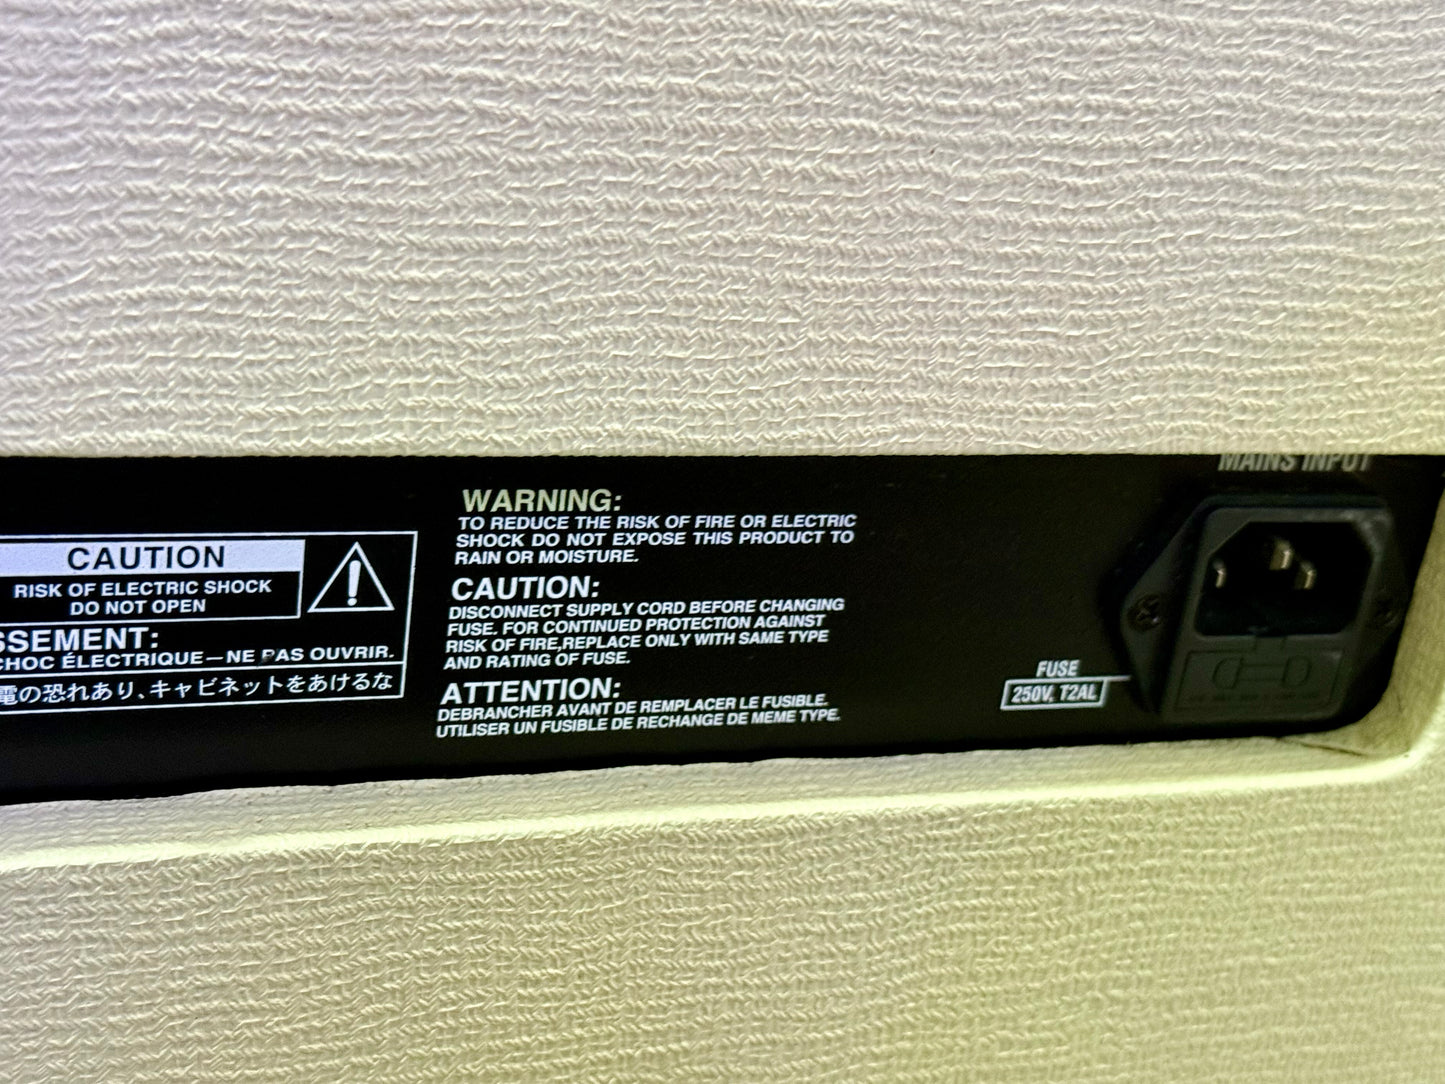 MAINS INPUT
WARNING:
TO REDUCE THE RISK OF FIRE OR ELECTRIC
SHOCK DO NOT EXPOSE THIS PRODUCT TO
RAIN OR MOISTURE.
CAUTION:
DISCONNECT SUPPLY CORD BEFORE CHANGING
FUSE. FOR CONTINUED PROTECTION AGAINST
RISK OF FIRE,REPLACE ONLY WITH SAME TYPE
AND RATING OF FUSE.
ATTENTION:
DEBRANCHER AVANT DE REMPLACER LE FUSIBLE.
UTILISER UN FUSIBLE DE RECHANGE DE MEME TYPE.
CAUTION
RISK OF ELECTRIC SHOCK
DO NOT OPEN
SSEMENT:
CHOC ÉLECTRIQUE—NE PAS OUVRIR.
電の恐れあり、キャビネットをあけるな
FUSE
250V, T2AL